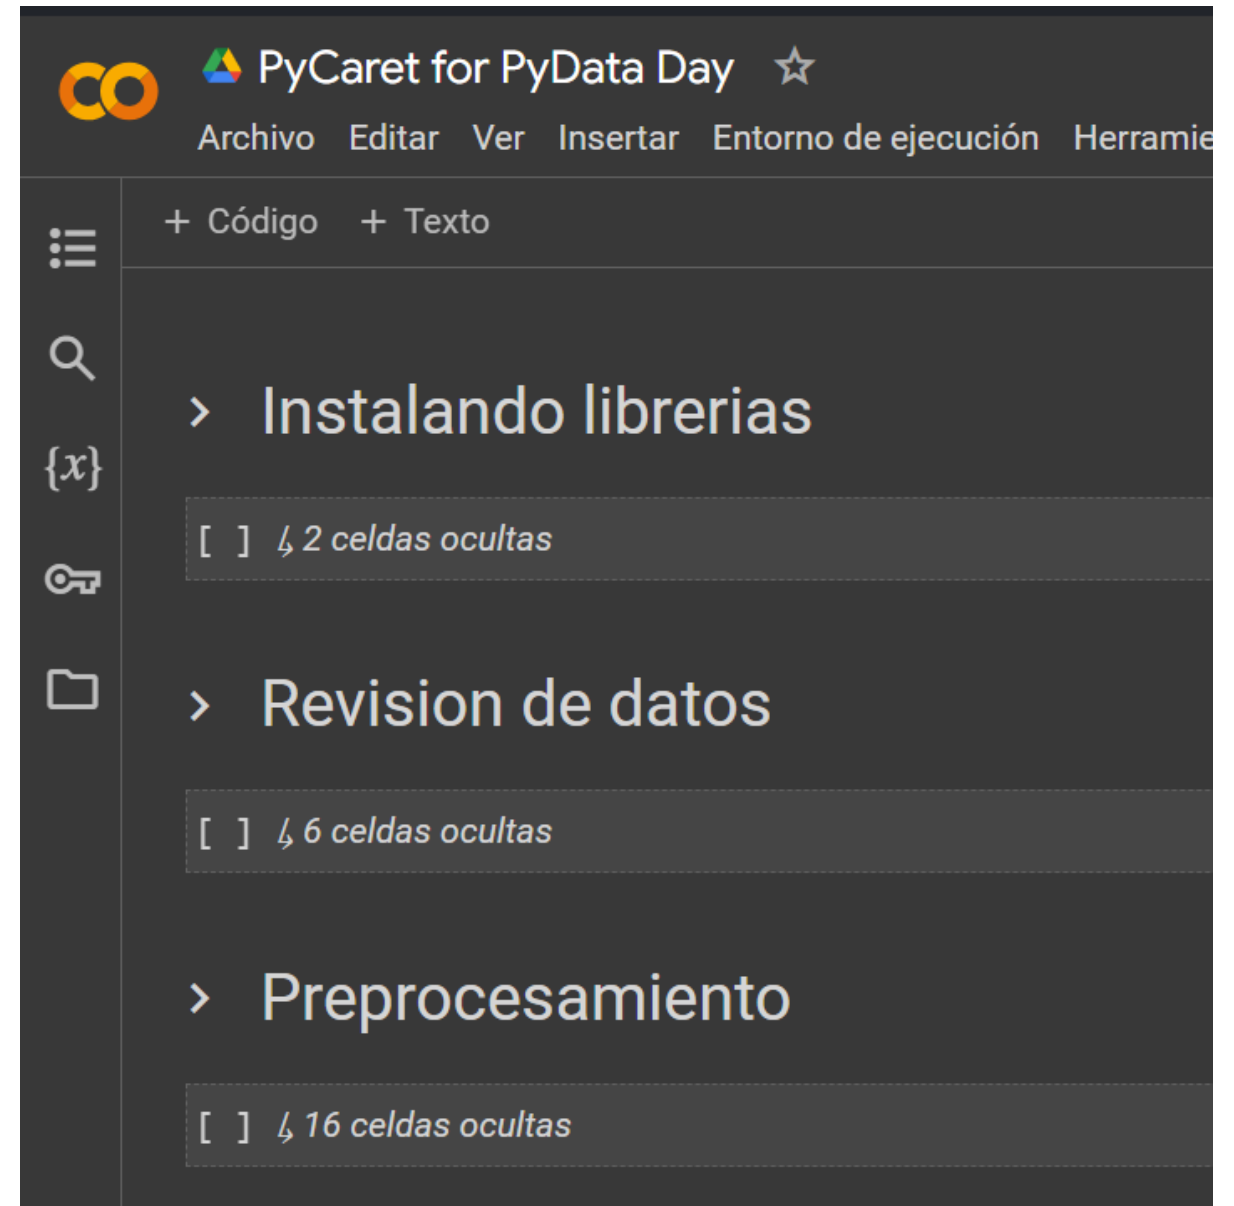 PyCaret for PyData Day
Archivo Editar Ver Insertar Entorno de ejecución Herramie
+ Código + Texto
Instalando librerias
{x}
[ ] ↳ 2 celdas ocultas
Revision de datos
[ ] ↳ 6 celdas ocultas
Preprocesamiento
[ ] ↳ 16 celdas ocultas